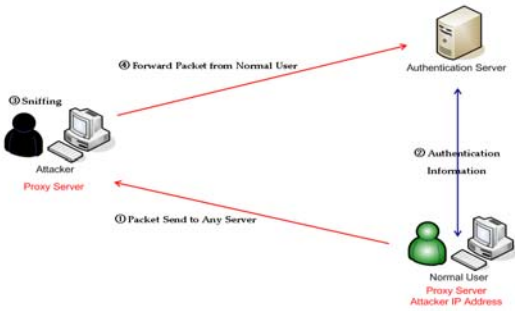 ④ Forward Packet from Normal User
Authentication Server
③ Sniffing
② Authentication
Information
Attacker
Proxy Server
① Packet Send to Any Server
Normal User
Proxy Server
Attacker IP Address